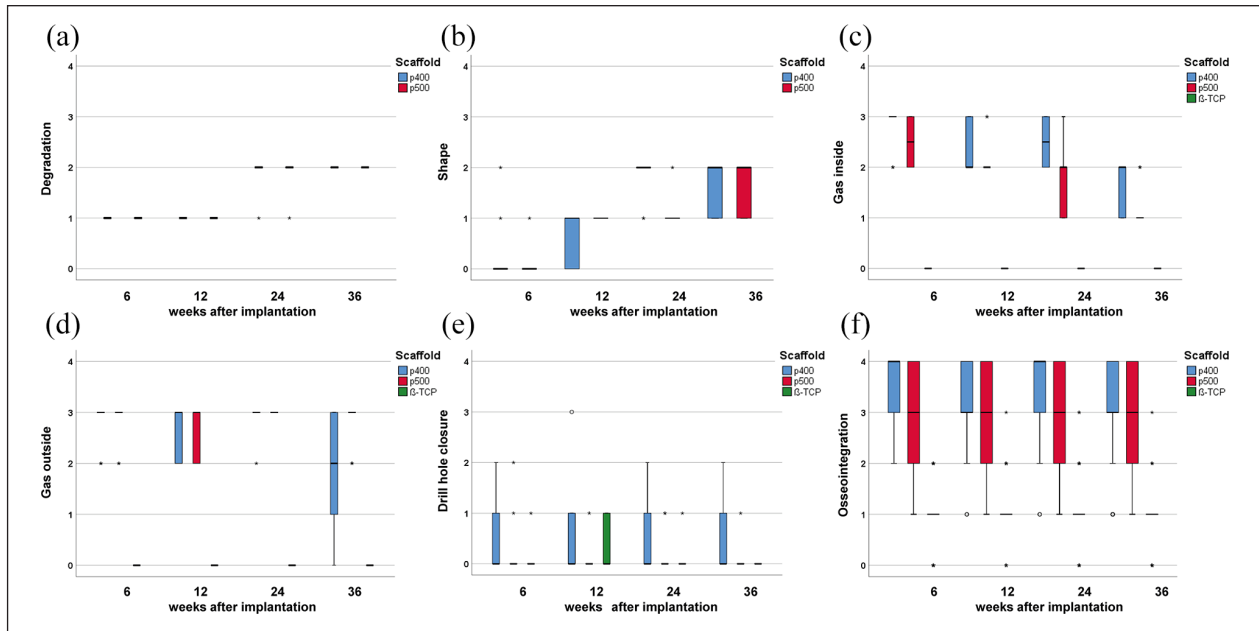 (a)
Scaffold
p400
p500
4
3
2
1
0
Degradation
6 12 24 36
weeks after implantation
(b)
Scaffold
p400
p500
4
3
2
1
0
Shape
6 12 24 36
weeks after implantation
(c)
Scaffold
p400
p500
ß-TCP
4
3
2
1
0
Gas inside
6 12 24 36
weeks after implantation
(d)
Scaffold
p400
p500
ß-TCP
4
3
2
1
0
Gas outside
6 12 24 36
weeks after implantation
(e)
Scaffold
p400
p500
ß-TCP
4
3
2
1
0
Drill hole closure
6 12 24 36
weeks after implantation
(f)
Scaffold
p400
p500
ß-TCP
4
3
2
1
0
Osseointegration
6 12 24 36
weeks after implantation